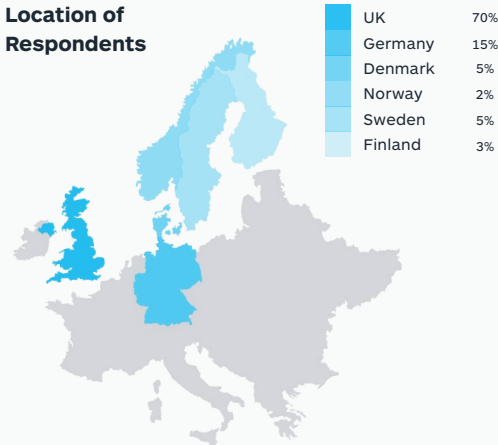 Location of
Respondents
UK 70%
Germany 15%
Denmark 5%
Norway 2%
Sweden 5%
Finland 3%